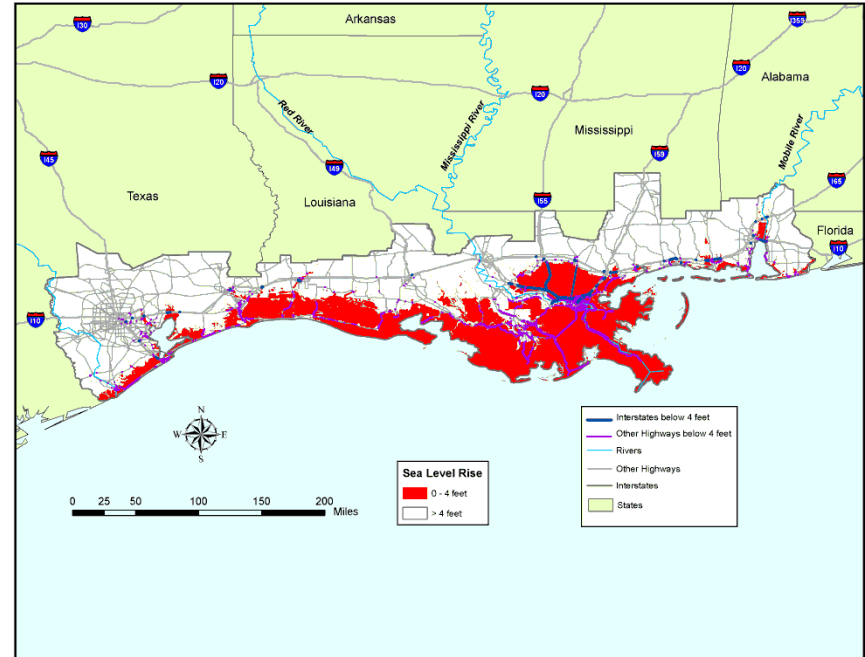 Arkansas
I30
I359
I20
I20
I20
Alabama
Red River
Mississippi River
Mississippi
Mobile River
I45
I49
I59
I65
Texas
Louisiana
I55
Florida
I10
I10
N
W E
S
Interstates below 4 feet
Other Highways below 4 feet
Rivers
Other Highways
Interstates
States
Sea Level Rise
0 - 4 feet
> 4 feet
0 25 50 100 150 200
Miles